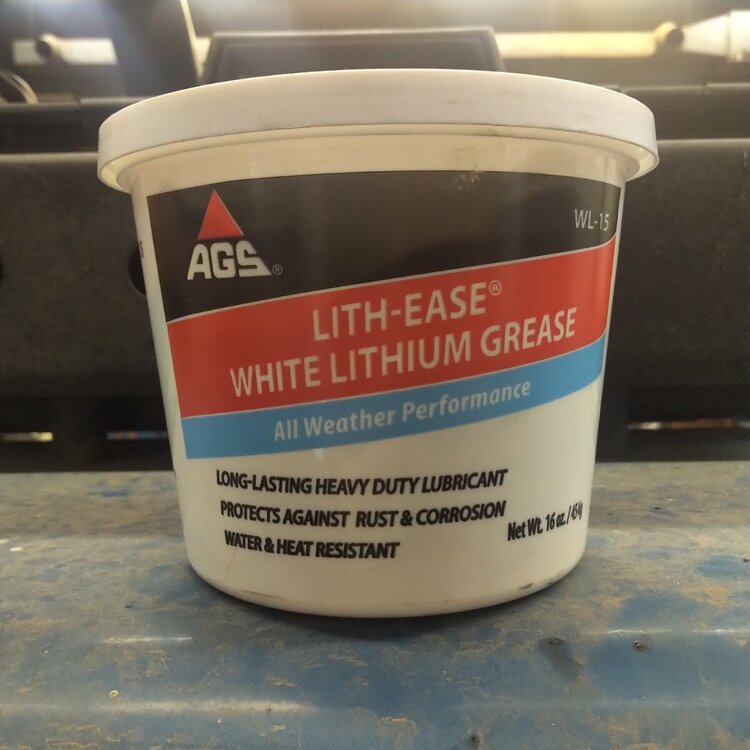 AGS®
WL-15
LITH-EASE®
WHITE LITHIUM GREASE
All Weather Performance
LONG-LASTING HEAVY DUTY LUBRICANT
PROTECTS AGAINST RUST & CORROSION
WATER & HEAT RESISTANT
Net Wt. 16 oz./454g